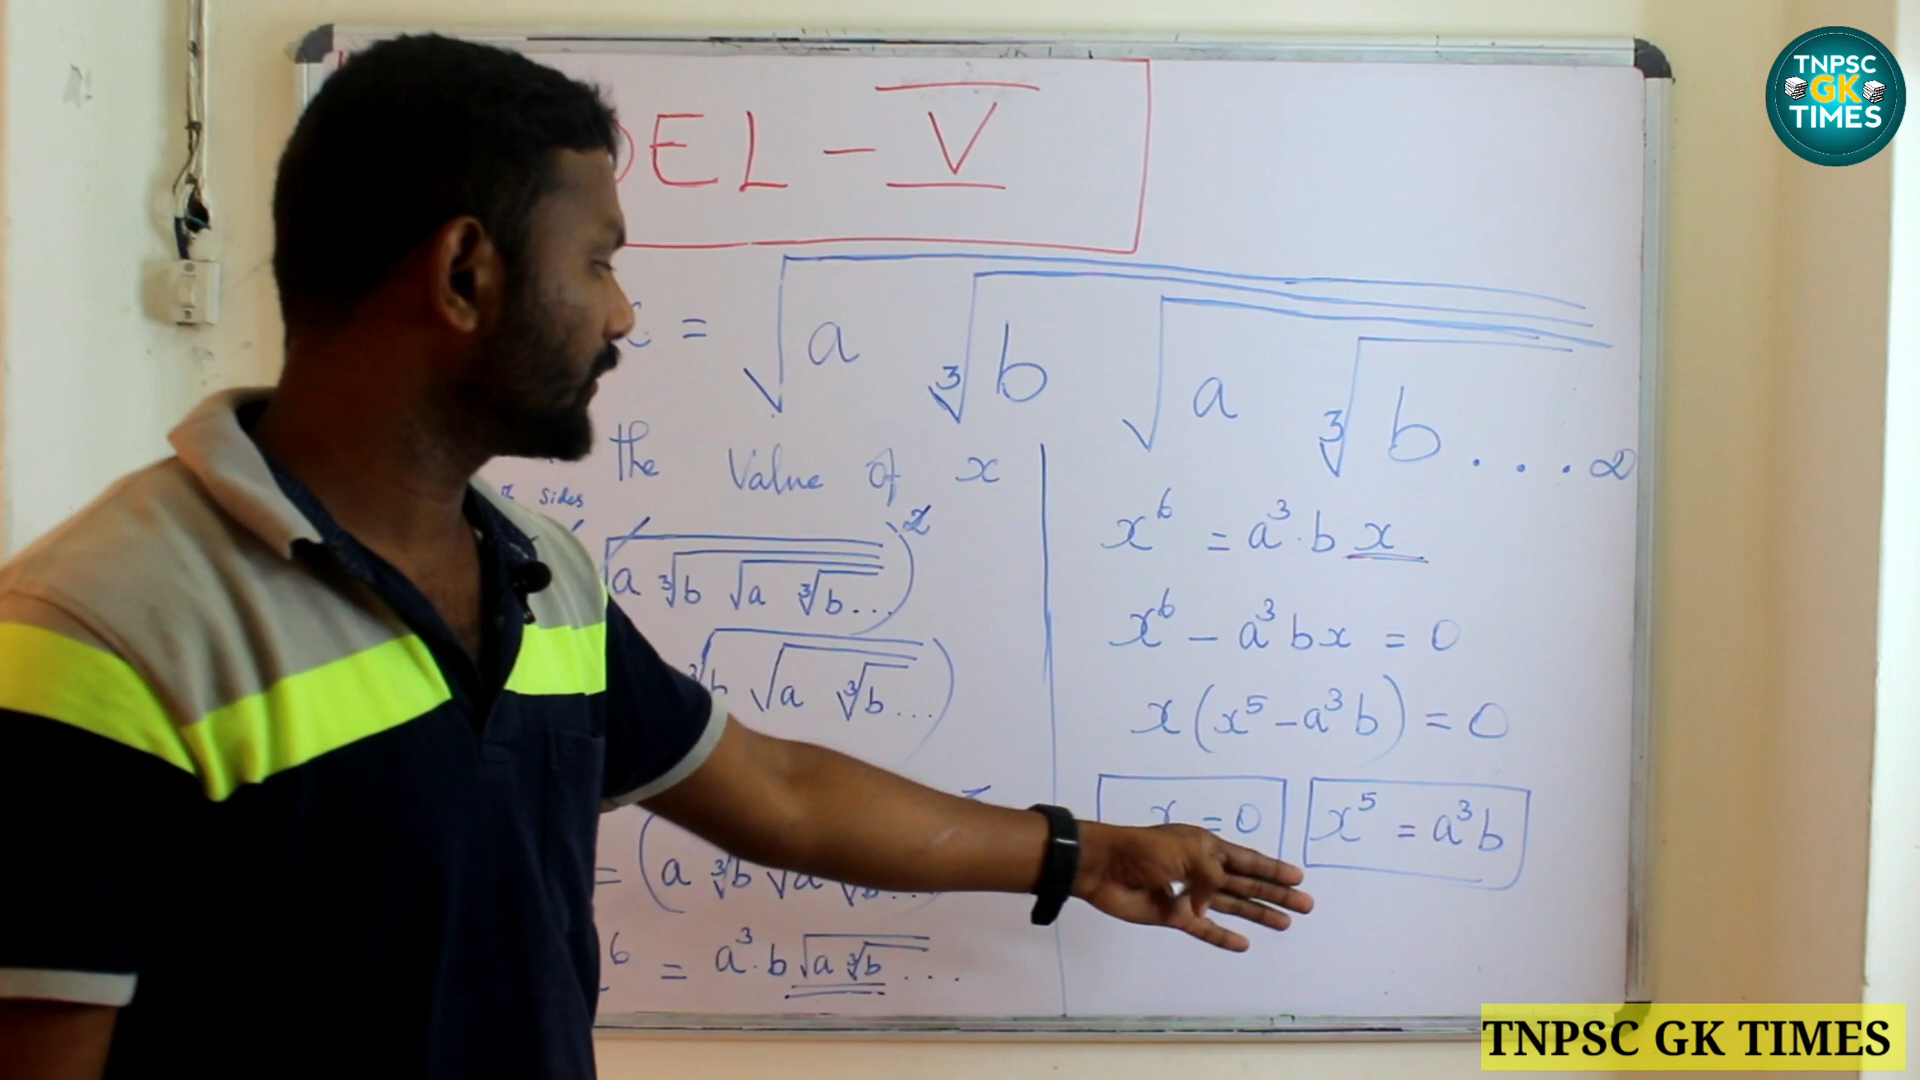 TNPSC
GK
TIMES
DEL - V
x = √a ∛b √a ∛b . . . . ∞
the Value of x
sides
(√a ∛b √a ∛b...)²
∛b √a ∛b...)
= (a ∛b √a ∛b...
6 = a³.b √a ∛b ...
x⁶ = a³.b x
x⁶ - a³bx = 0
x(x⁵ - a³b) = 0
x = 0 x⁵ = a³b
TNPSC GK TIMES